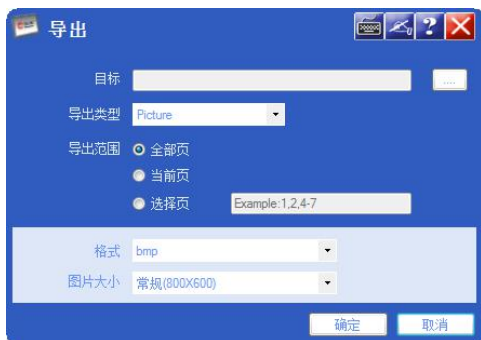 导出
目标
....
导出类型 Picture
导出范围 全部页
当前页
选择页 Example:1,2,4-7
格式 bmp
图片大小 常规(800X600)
确定 取消